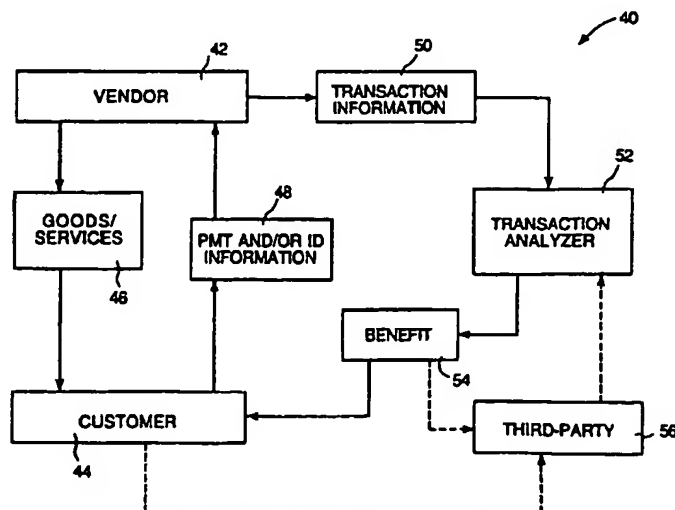 40
42
50
VENDOR
TRANSACTION
INFORMATION
52
GOODS/
SERVICES
46
48
PMT AND/OR ID
INFORMATION
TRANSACTION
ANALYZER
BENEFIT
54
CUSTOMER
44
THIRD-PARTY
56